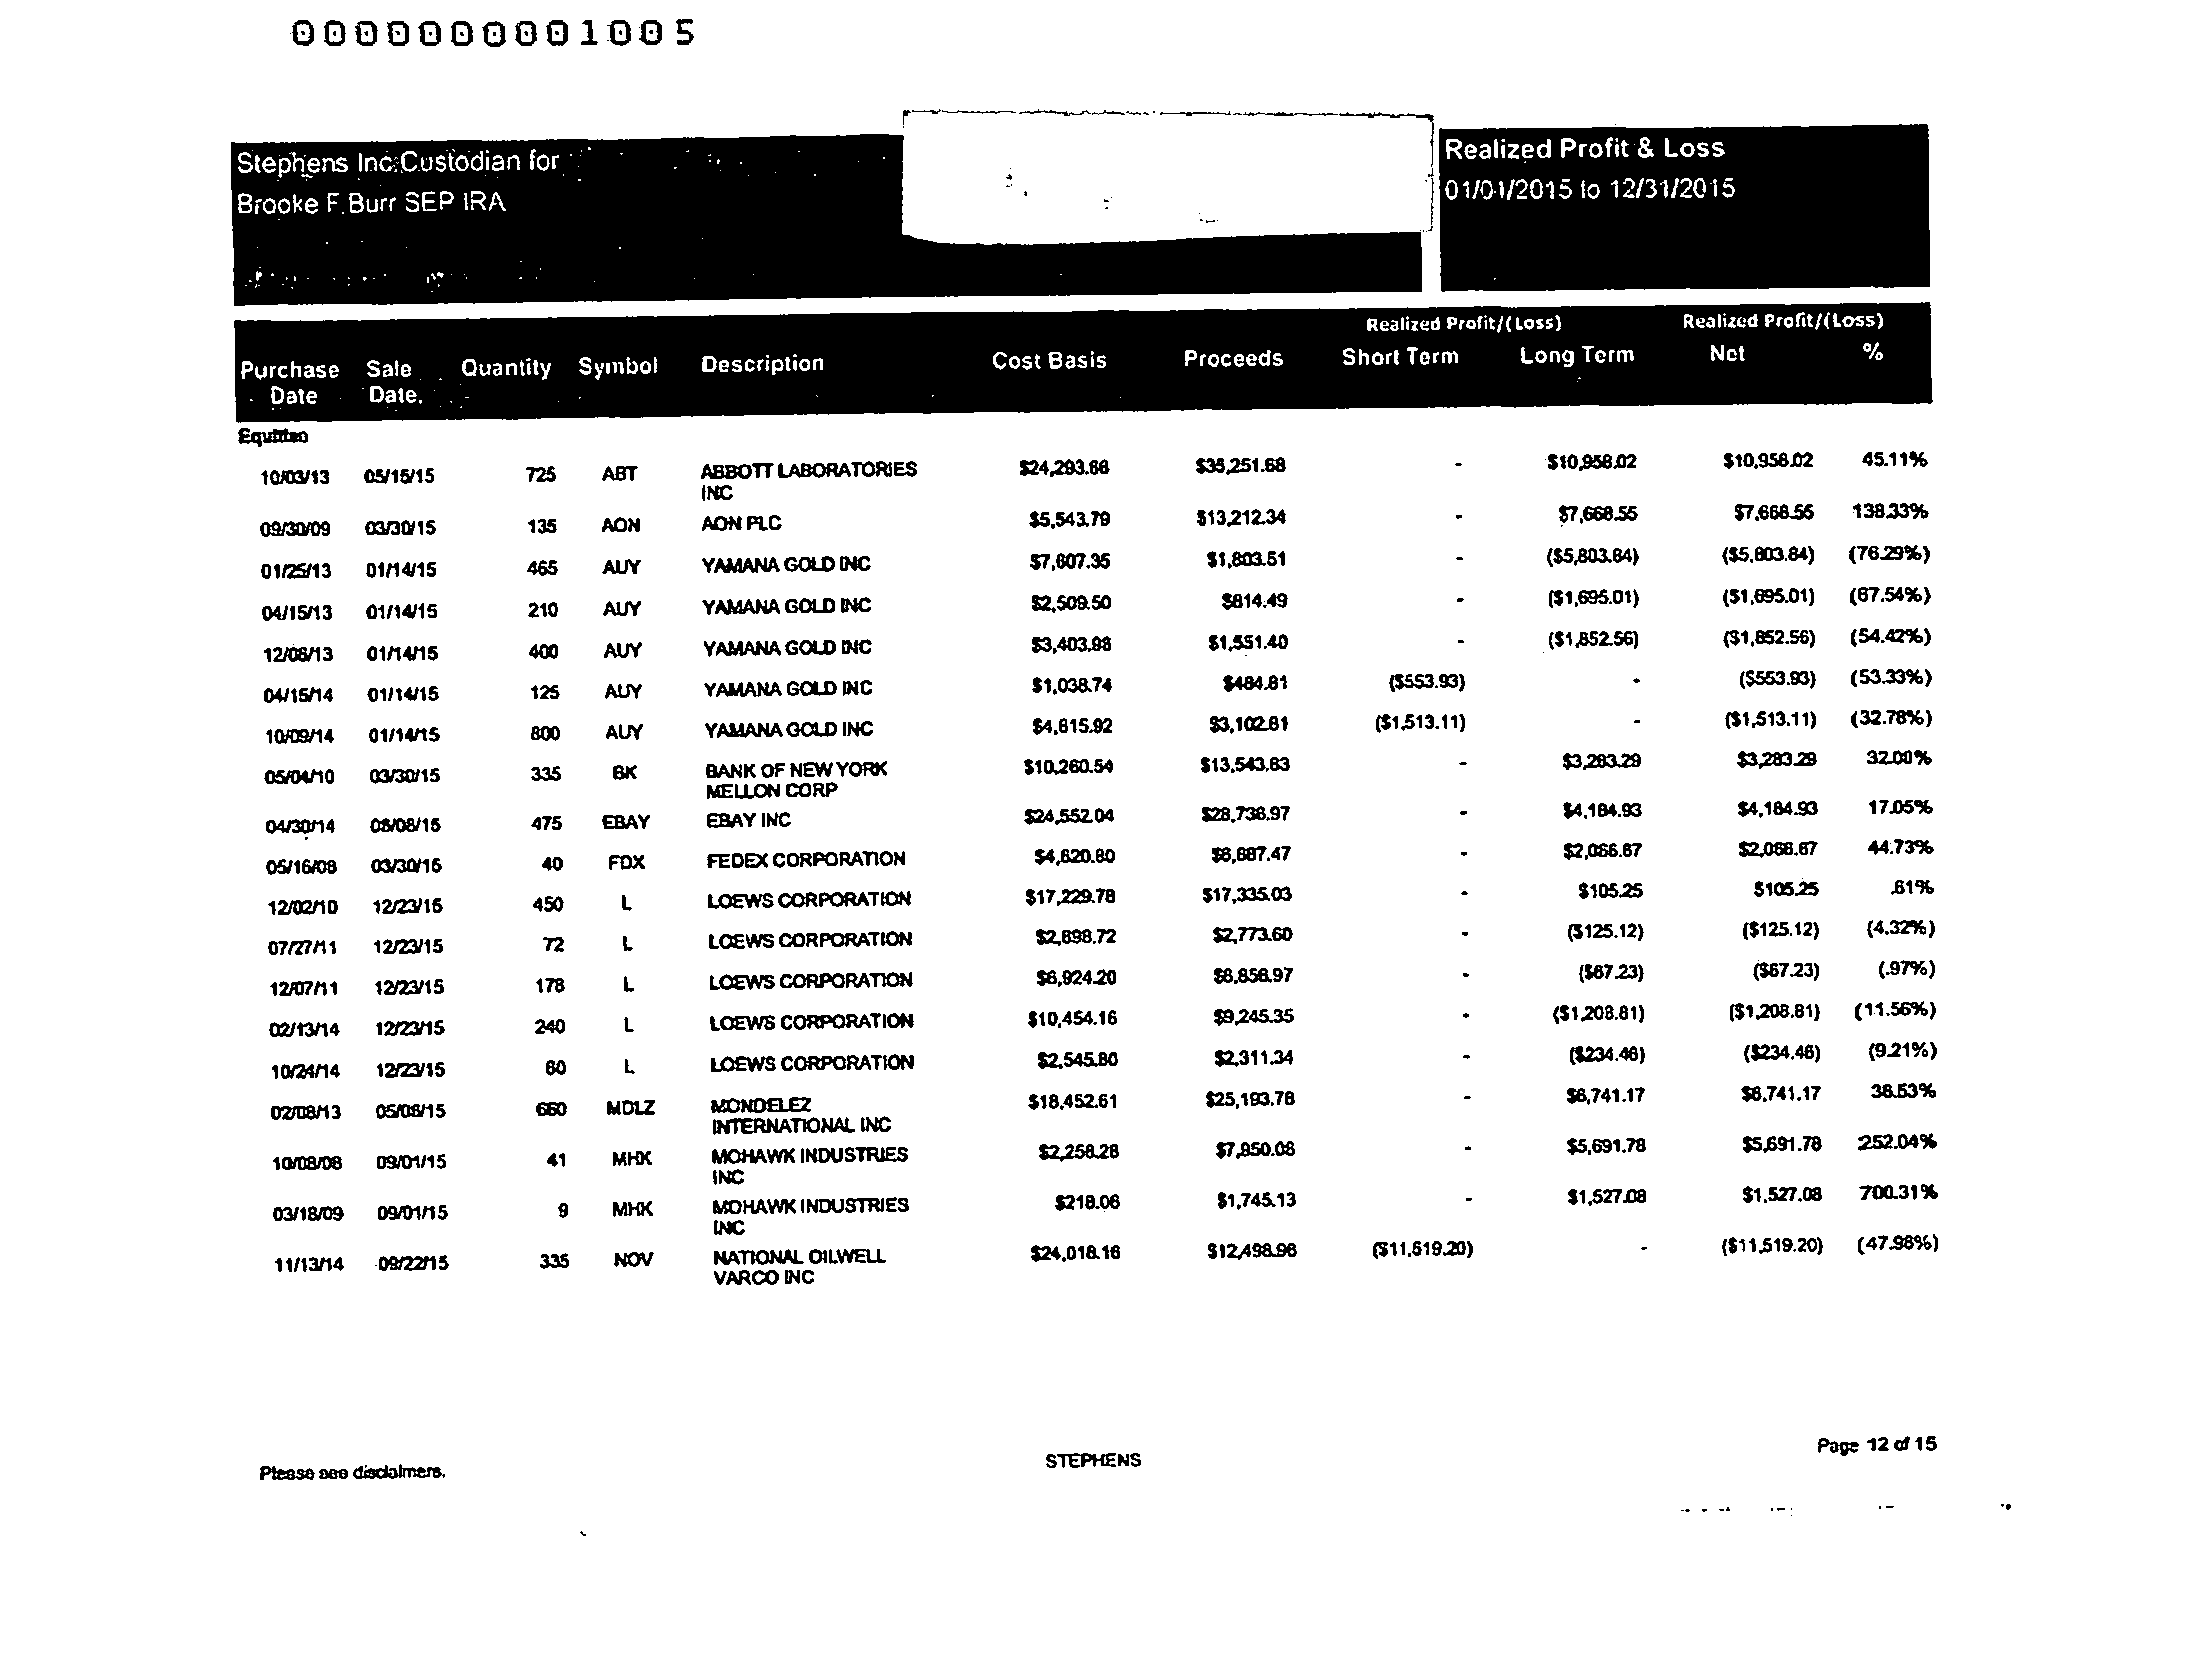 0000000001005
Stephens Inc. Custodian for
Brooke F. Burr SEP IRA
Realized Profit & Loss
01/01/2015 to 12/31/2015
Realized Profit/(Loss) Realized Profit/(Loss)
Purchase Date Sale Date Quantity Symbol Description Cost Basis Proceeds Short Term Long Term Net %
Equities
10/03/13 05/15/15 725 ABT ABBOTT LABORATORIES $24,293.66 $35,251.68 - $10,958.02 $10,958.02 45.11%
INC
09/30/09 03/30/15 135 AON AON PLC $5,543.79 $13,212.34 - $7,668.55 $7,668.55 138.33%
01/25/13 01/14/15 465 AUY YAMANA GOLD INC $7,607.35 $1,803.51 - ($5,803.84) ($5,803.84) (76.29%)
04/15/13 01/14/15 210 AUY YAMANA GOLD INC $2,509.50 $814.49 - ($1,695.01) ($1,695.01) (67.54%)
12/06/13 01/14/15 400 AUY YAMANA GOLD INC $3,403.96 $1,551.40 - ($1,852.56) ($1,852.56) (54.42%)
04/15/14 01/14/15 125 AUY YAMANA GOLD INC $1,038.74 $484.81 ($553.93) - ($553.93) (53.33%)
10/09/14 01/14/15 800 AUY YAMANA GOLD INC $4,615.92 $3,102.81 ($1,513.11) - ($1,513.11) (32.78%)
05/04/10 03/30/15 335 BK BANK OF NEW YORK $10,260.54 $13,543.83 - $3,283.29 $3,283.29 32.00%
MELLON CORP
04/30/14 475 EBAY EBAY INC $24,552.04 $28,736.97 - $4,184.93 $4,184.93 17.05%
05/16/08 03/30/15 40 FDX FEDEX CORPORATION $4,620.80 $6,687.47 - $2,066.67 $2,066.67 44.73%
12/02/10 12/23/15 450 L LOEWS CORPORATION $17,229.78 $17,335.03 - $105.25 $105.25 .61%
07/27/11 12/23/15 72 L LOEWS CORPORATION $2,898.72 $2,773.60 - ($125.12) ($125.12) (4.32%)
12/07/11 12/23/15 178 L LOEWS CORPORATION $6,924.20 $6,856.97 - ($67.23) ($67.23) (.97%)
02/13/14 12/23/15 240 L LOEWS CORPORATION $10,454.16 $9,245.35 - ($1,208.81) ($1,208.81) (11.56%)
10/24/14 12/23/15 60 L LOEWS CORPORATION $2,545.80 $2,311.34 - ($234.46) ($234.46) (9.21%)
02/08/13 05/06/15 660 MDLZ MONDELEZ $18,452.61 $25,193.78 - $6,741.17 $6,741.17 36.53%
INTERNATIONAL INC
10/08/08 09/01/15 41 MHK MOHAWK INDUSTRIES $2,258.28 $7,950.06 - $5,691.78 $5,691.78 252.04%
INC
03/18/09 09/01/15 9 MHK MOHAWK INDUSTRIES $218.06 $1,745.13 - $1,527.08 $1,527.08 700.31%
INC
11/13/14 09/22/15 335 NOV NATIONAL OILWELL $24,018.16 $12,498.96 ($11,519.20) - ($11,519.20) (47.96%)
VARCO INC
Please see disclaimers.
STEPHENS
Page 12 of 15